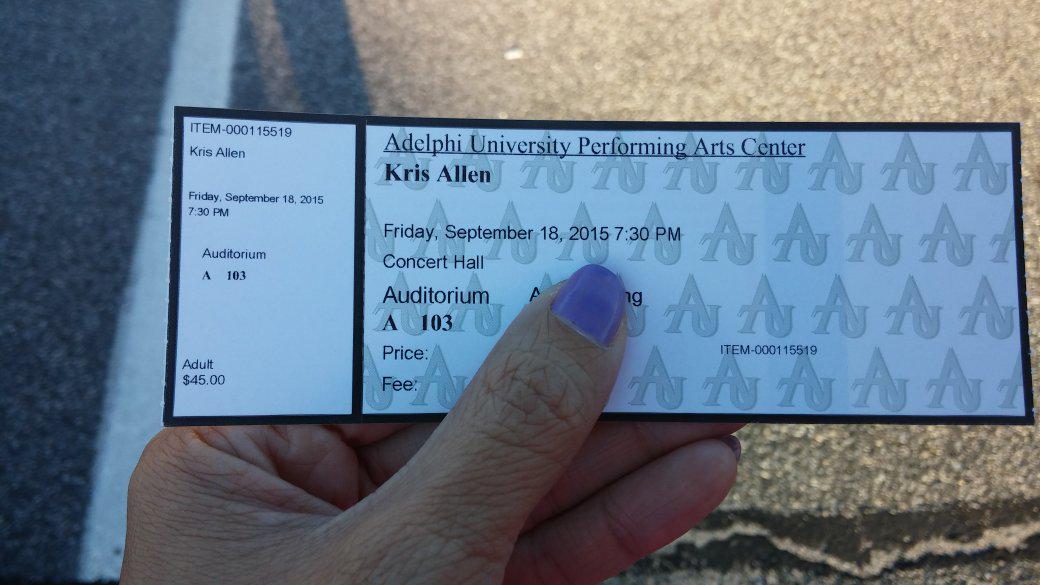 ITEM-000115519
Kris Allen
Friday, September 18, 2015
7:30 PM
Auditorium
A 103
Adult
$45.00
Adelphi University Performing Arts Center
Kris Allen
Friday, September 18, 2015 7:30 PM
Concert Hall
Auditorium
A 103
Price:
ITEM-000115519
Fee: